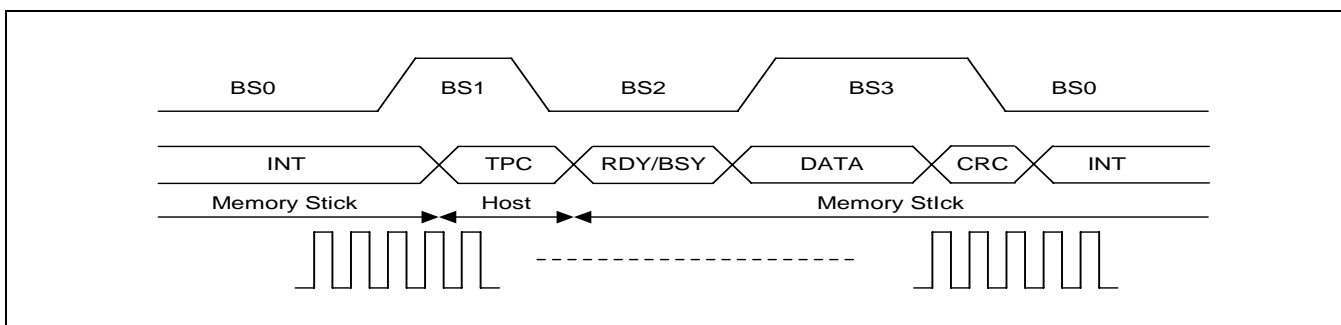 BS0 BS1 BS2 BS3 BS0
INT TPC RDY/BSY DATA CRC INT
Memory Stick Host Memory StIck